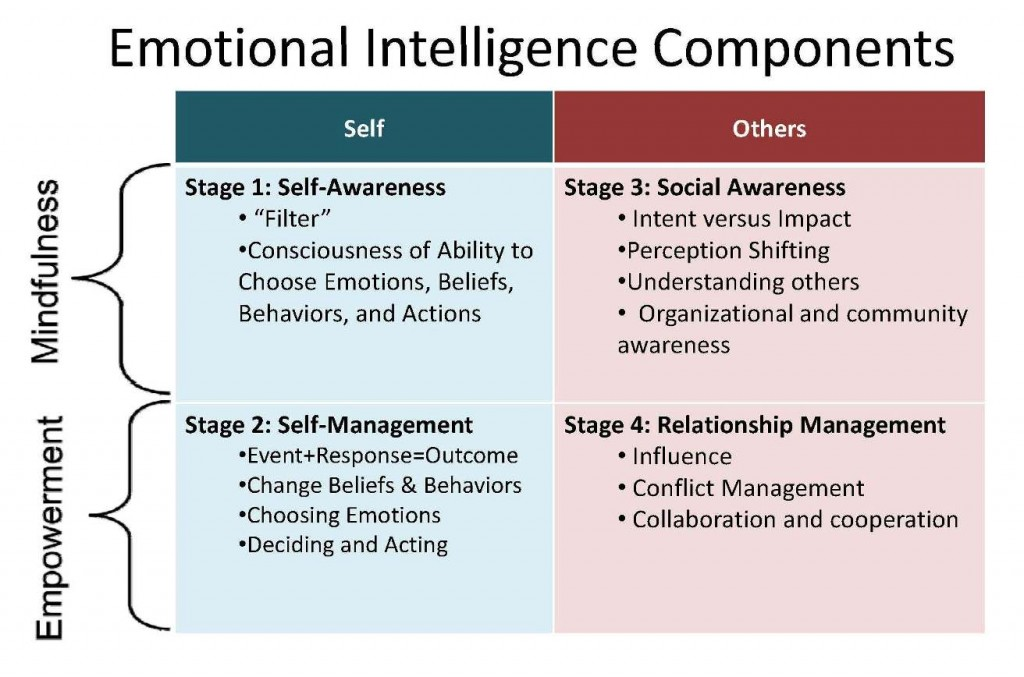 Emotional Intelligence Components
Self
Others
Mindfulness
Stage 1: Self-Awareness
• “Filter”
•Consciousness of Ability to
Choose Emotions, Beliefs,
Behaviors, and Actions
Stage 3: Social Awareness
• Intent versus Impact
•Perception Shifting
•Understanding others
• Organizational and community
awareness
Empowerment
Stage 2: Self-Management
•Event+Response=Outcome
•Change Beliefs & Behaviors
•Choosing Emotions
•Deciding and Acting
Stage 4: Relationship Management
• Influence
• Conflict Management
• Collaboration and cooperation